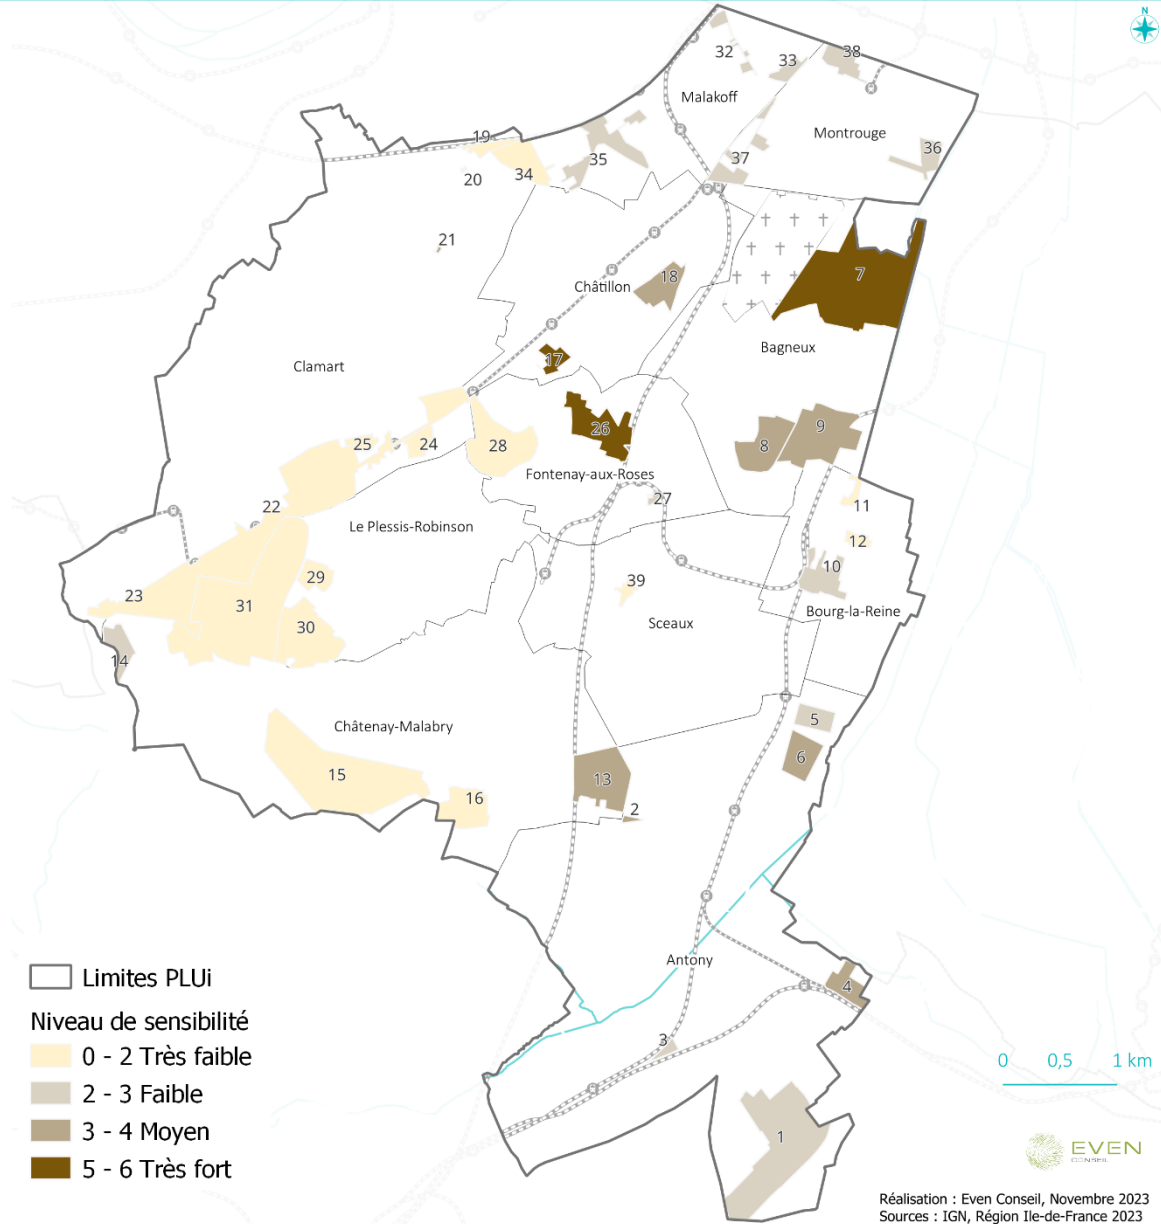 N
32
38
33
Malakoff
Montrouge
19
35
37
36
20
34
21
18
7
Châtillon
Bagneux
17
Clamart
26
9
25
24
28
8
Fontenay-aux-Roses
27
22
11
Le Plessis-Robinson
12
29
39
10
23
31
30
Sceaux
Bourg-la-Reine
14
5
Châtenay-Malabry
6
15
13
16
2
Antony
4
3
1
Limites PLUi
Niveau de sensibilité
0 - 2 Très faible
2 - 3 Faible
3 - 4 Moyen
5 - 6 Très fort
0 0,5 1 km
EVEN
CONSEIL
Réalisation : Even Conseil, Novembre 2023
Sources : IGN, Région Ile-de-France 2023